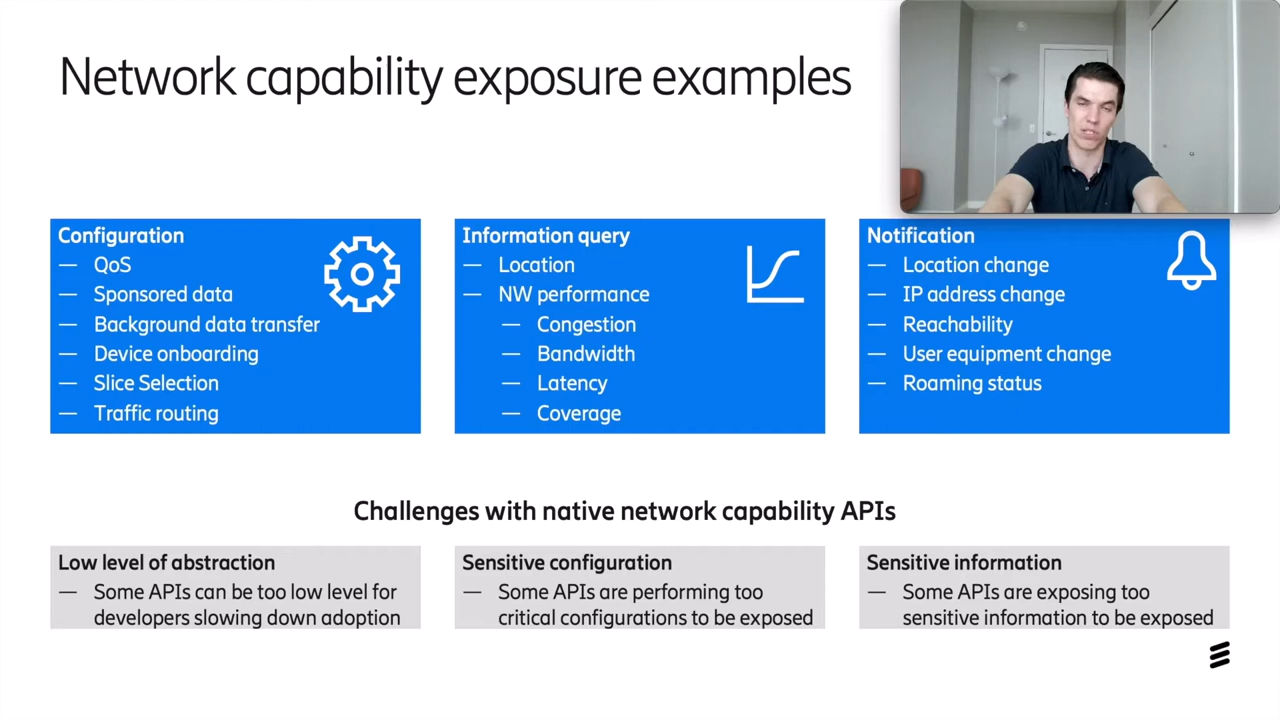 Network capability exposure examples
Configuration
— QoS
— Sponsored data
— Background data transfer
— Device onboarding
— Slice Selection
— Traffic routing
Information query
— Location
— NW performance
— Congestion
— Bandwidth
— Latency
— Coverage
Notification
— Location change
— IP address change
— Reachability
— User equipment change
— Roaming status
Challenges with native network capability APIs
Low level of abstraction
— Some APIs can be too low level for
developers slowing down adoption
Sensitive configuration
— Some APIs are performing too
critical configurations to be exposed
Sensitive information
— Some APIs are exposing too
sensitive information to be exposed